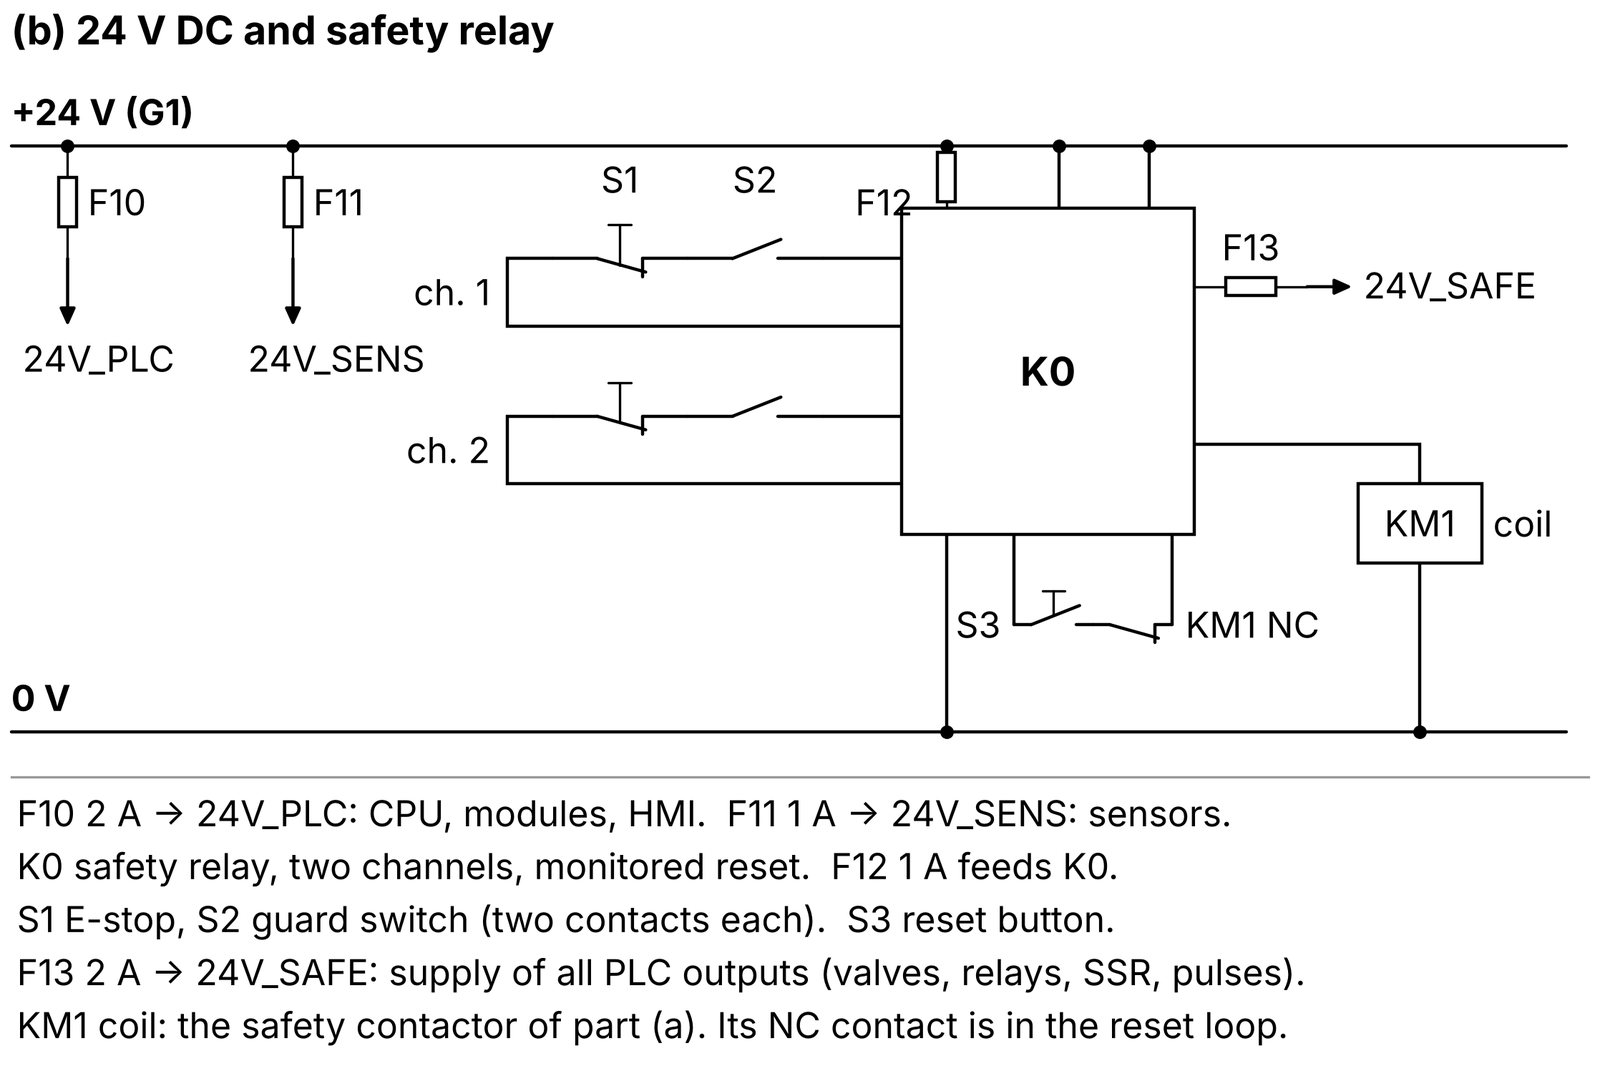 (b) 24 V DC and safety relay
+24 V (G1)
S1 S2
F10 F11 F12
F13
ch. 1
24V_SAFE
24V_PLC 24V_SENS
K0
ch. 2
KM1 coil
S3 KM1 NC
0 V
F10 2 A → 24V_PLC: CPU, modules, HMI. F11 1 A → 24V_SENS: sensors.
K0 safety relay, two channels, monitored reset. F12 1 A feeds K0.
S1 E-stop, S2 guard switch (two contacts each). S3 reset button.
F13 2 A → 24V_SAFE: supply of all PLC outputs (valves, relays, SSR, pulses).
KM1 coil: the safety contactor of part (a). Its NC contact is in the reset loop.